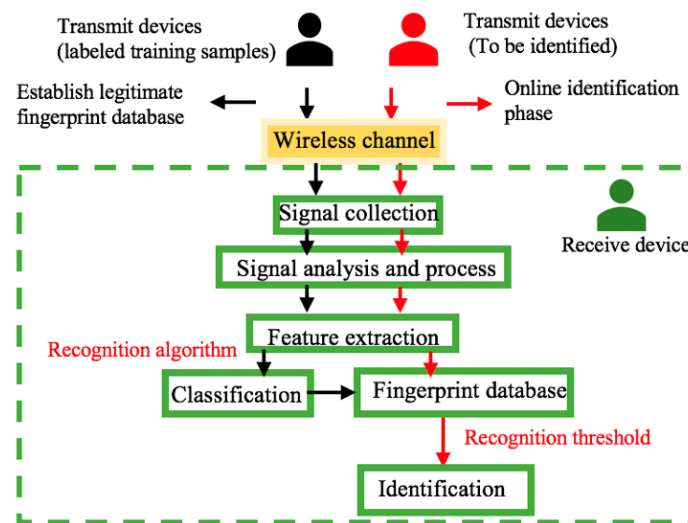 Transmit devices
(labeled training samples)
Transmit devices
(To be identified)
Establish legitimate
fingerprint database
Online identification
phase
Wireless channel
Signal collection
Receive device
Signal analysis and process
Feature extraction
Recognition algorithm
Classification
Fingerprint database
Recognition threshold
Identification